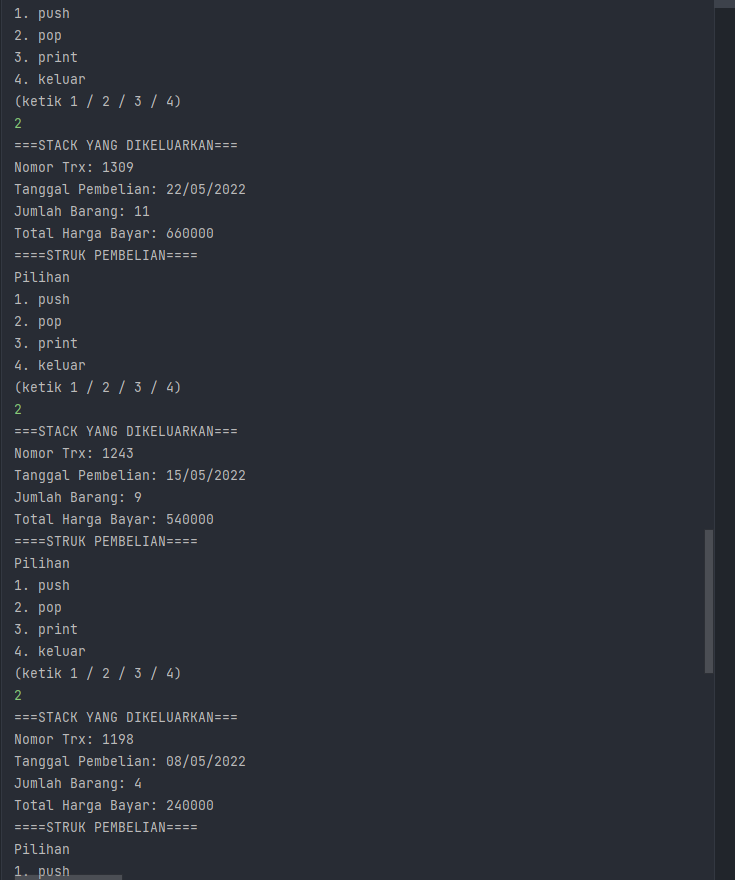 1. push
2. pop
3. print
4. keluar
(ketik 1 / 2 / 3 / 4)
2
===STACK YANG DIKELUARKAN===
Nomor Trx: 1309
Tanggal Pembelian: 22/05/2022
Jumlah Barang: 11
Total Harga Bayar: 660000
====STRUK PEMBELIAN====
Pilihan
1. push
2. pop
3. print
4. keluar
(ketik 1 / 2 / 3 / 4)
2
===STACK YANG DIKELUARKAN===
Nomor Trx: 1243
Tanggal Pembelian: 15/05/2022
Jumlah Barang: 9
Total Harga Bayar: 540000
====STRUK PEMBELIAN====
Pilihan
1. push
2. pop
3. print
4. keluar
(ketik 1 / 2 / 3 / 4)
2
===STACK YANG DIKELUARKAN===
Nomor Trx: 1198
Tanggal Pembelian: 08/05/2022
Jumlah Barang: 4
Total Harga Bayar: 240000
====STRUK PEMBELIAN====
Pilihan
1. push